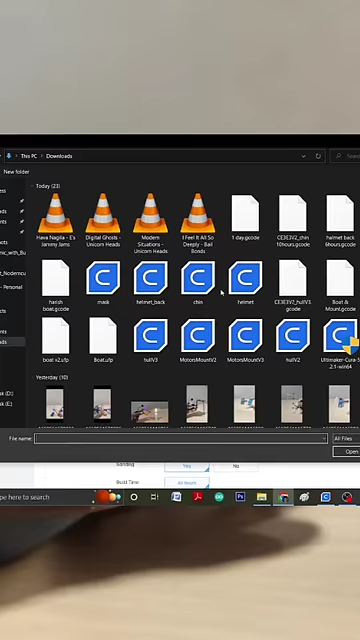 This PC > Downloads
New folder
Today (23)
Hava Nagila - E's Jammy Jams
Digital Ghosts - Unicorn Heads
Modern Situations - Unicorn Heads
I Feel It All So Deeply - Bail Bonds
1 day.gcode
CE3E3V2_chin 10hours.gcode
helmet back 6hours.gcode
harish boat.gcode
mask
helmet_back
chin
helmet
CE3E3V2_hullV3.gcode
Boat & Mount.gcode
boat v2.ufp
Boat.ufp
hullV3
MotorsMountV2
MotorsMountV3
hullV2
Ultimaker-Cura-5.2.1-win64
Yesterday (10)
File name:
All Files
Open
Sanding
Yes
No
Build Time
pe here to search